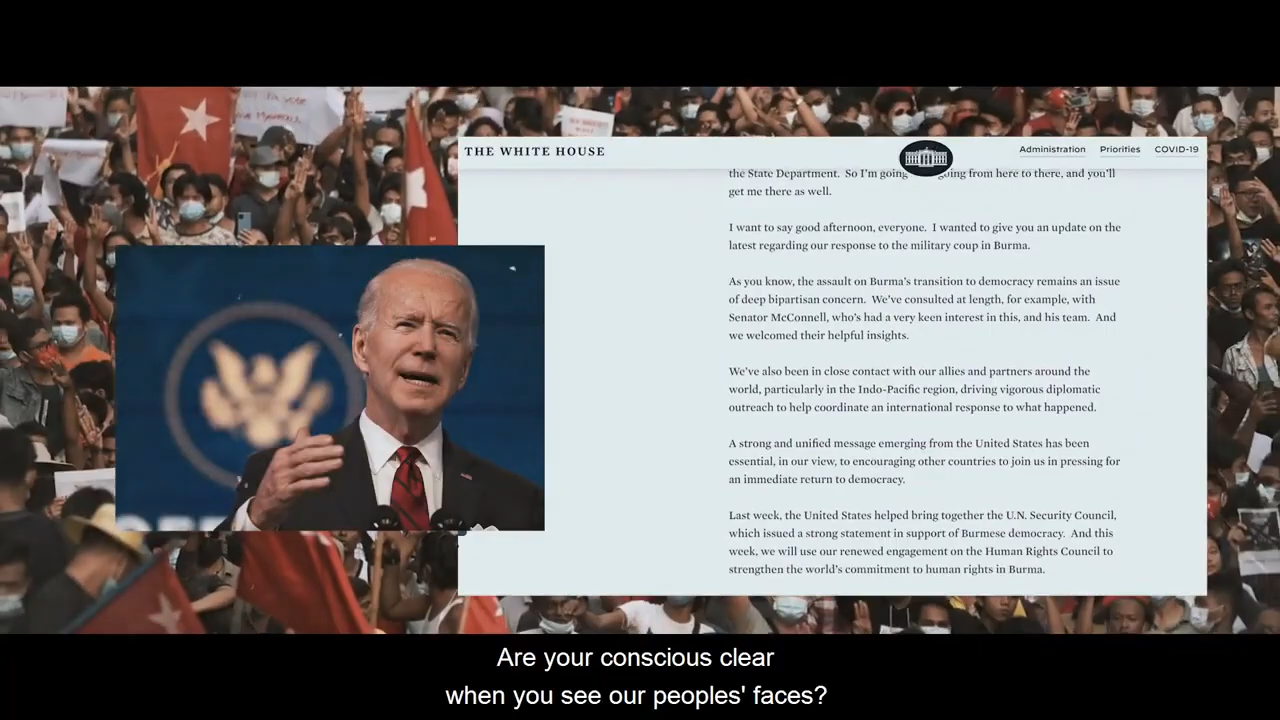 THE WHITE HOUSE
Administration Priorities COVID-19
the State Department. So I'm going going from here to there, and you'll
get me there as well.
I want to say good afternoon, everyone. I wanted to give you an update on the
latest regarding our response to the military coup in Burma.
As you know, the assault on Burma's transition to democracy remains an issue
of deep bipartisan concern. We've consulted at length, for example, with
Senator McConnell, who's had a very keen interest in this, and his team. And
we welcomed their helpful insights.
We've also been in close contact with our allies and partners around the
world, particularly in the Indo-Pacific region, driving vigorous diplomatic
outreach to help coordinate an international response to what happened.
A strong and unified message emerging from the United States has been
essential, in our view, to encouraging other countries to join us in pressing for
an immediate return to democracy.
Last week, the United States helped bring together the U.N. Security Council,
which issued a strong statement in support of Burmese democracy. And this
week, we will use our renewed engagement on the Human Rights Council to
strengthen the world's commitment to human rights in Burma.
Are your conscious clear
when you see our peoples' faces?